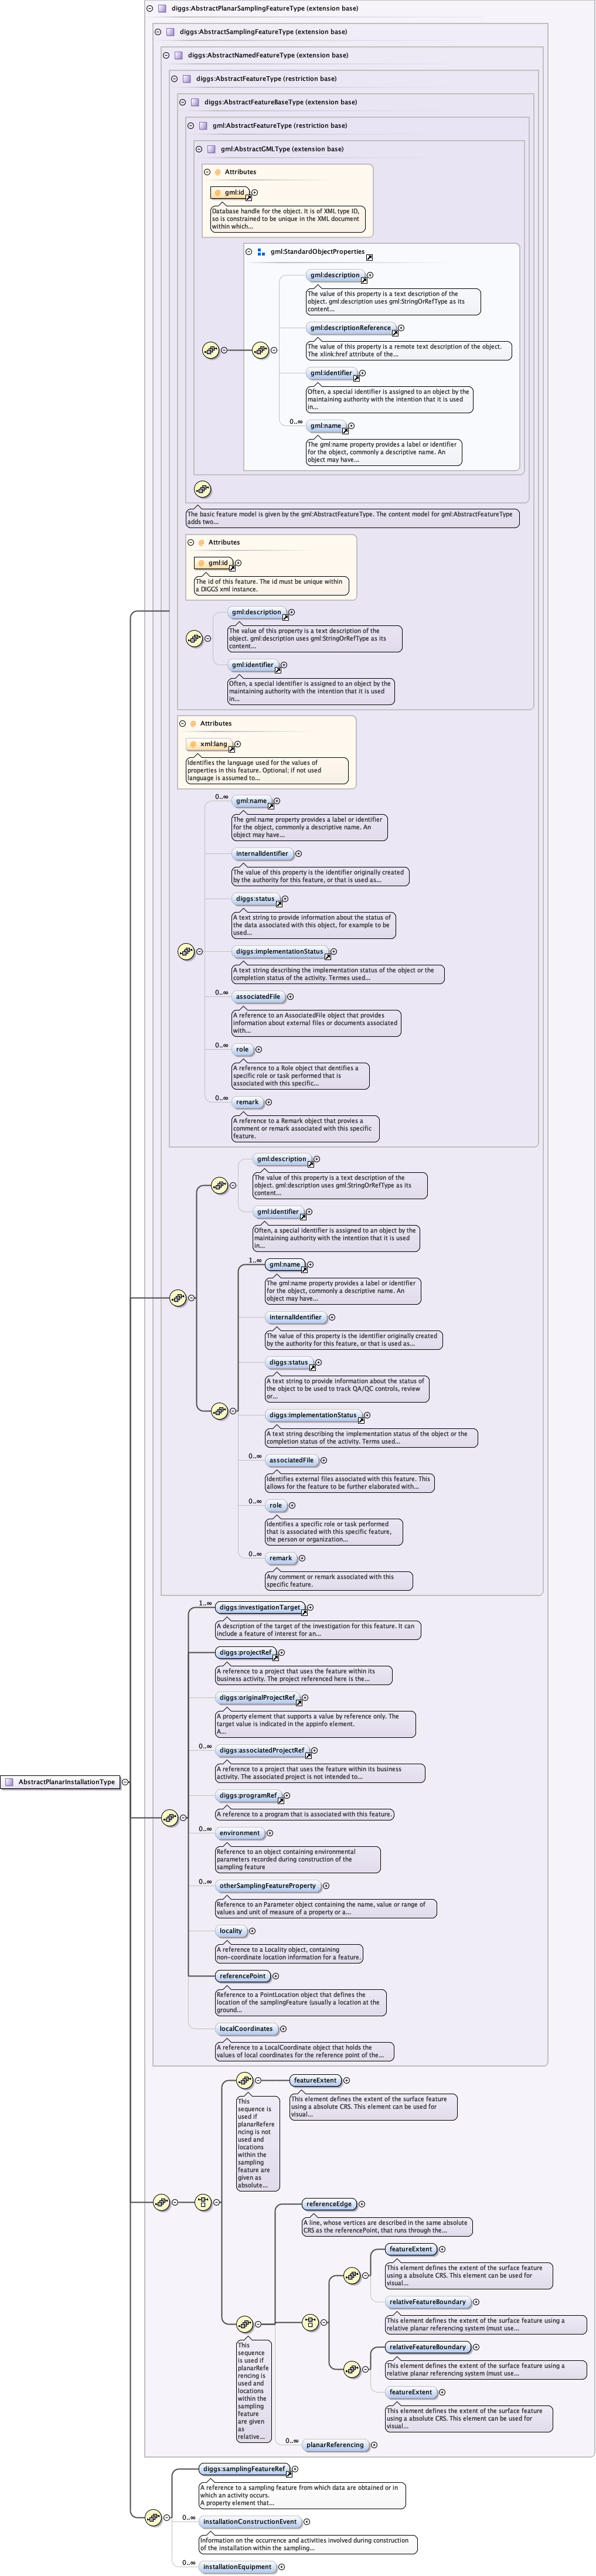 diggs:AbstractPlanarSamplingFeatureType (extension base)
diggs:AbstractSamplingFeatureType (extension base)
diggs:AbstractNamedFeatureType (extension base)
diggs:AbstractFeatureType (restriction base)
diggs:AbstractFeatureBaseType (extension base)
gml:AbstractFeatureType (restriction base)
gml:AbstractGMLType (extension base)
@ Attributes
@ gml:id
Database handle for the object. It is of XML type ID,
so is constrained to be unique in the XML document
within which...
gml:StandardObjectProperties
gml:description
The value of this property is a text description of the
object. gml:description uses gml:StringOrRefType as its
content...
gml:descriptionReference
The value of this property is a remote text description of the object.
The xlink:href attribute of the...
gml:identifier
Often, a special identifier is assigned to an object by the
maintaining authority with the intention that it is used
in...
0..∞
gml:name
The gml:name property provides a label or identifier
for the object, commonly a descriptive name. An
object may have...
The basic feature model is given by the gml:AbstractFeatureType. The content model for gml:AbstractFeatureType
adds two...
@ Attributes
@ gml:id
The id of this feature. The id must be unique within
a DIGGS xml instance.
gml:description
The value of this property is a text description of the
object. gml:description uses gml:StringOrRefType as its
content...
gml:identifier
Often, a special identifier is assigned to an object by the
maintaining authority with the intention that it is used
in...
@ Attributes
@ xml:lang
Identifies the language used for the values of
properties in this feature. Optional; if not used
language is assumed to...
0..∞
gml:name
The gml:name property provides a label or identifier
for the object, commonly a descriptive name. An
object may have...
internalIdentifier
The value of this property is the identifier originally created
by the authority for this feature, or that is used as...
diggs:status
A text string to provide information about the status of
the data associated with this object, for example to be
used...
diggs:implementationStatus
A text string describing the implementation status of the object or the
completion status of the activity. Termes used...
0..∞
associatedFile
A reference to an AssociatedFile object that provides
information about external files or documents associated
with...
0..∞
role
A reference to a Role object that dentifies a
specific role or task performed that is
associated with this specific...
0..∞
remark
A reference to a Remark object that provies a
comment or remark associated with this specific
feature.
gml:description
The value of this property is a text description of the
object. gml:description uses gml:StringOrRefType as its
content...
gml:identifier
Often, a special identifier is assigned to an object by the
maintaining authority with the intention that it is used
in...
1..∞
gml:name
The gml:name property provides a label or identifier
for the object, commonly a descriptive name. An
object may have...
internalIdentifier
The value of this property is the identifier originally created
by the authority for this feature, or that is used as...
diggs:status
A text string to provide information about the status of
the object to be used to track QA/QC controls, review
or...
diggs:implementationStatus
A text string describing the implementation status of the object or the
completion status of the activity. Terms used...
0..∞
associatedFile
Identifies external files associated with this feature. This
allows for the feature to be further elaborated with...
0..∞
role
Identifies a specific role or task performed
that is associated with this specific feature,
the person or organization...
0..∞
remark
Any comment or remark associated with this
specific feature.
1..∞
diggs:investigationTarget
A description of the target of the investigation for this feature. It can
include a feature of interest for an...
diggs:projectRef
A reference to a project that uses the feature within its
business activity. The project referenced here is the...
diggs:originalProjectRef
A property element that supports a value by reference only. The
target value is indicated in the appinfo element.
A...
0..∞
diggs:associatedProjectRef
A reference to a project that uses the feature within its business
activity. The associated project is not intended to...
diggs:programRef
A reference to a program that is associated with this feature.
0..∞
environment
Reference to an object containing environmental
parameters recorded during construction of the
sampling feature
0..∞
otherSamplingFeatureProperty
Reference to an Parameter object containing the name, value or range of
values and unit of measure of a property or a...
locality
A reference to a Locality object, containing
non-coordinate location information for a feature.
referencePoint
Reference to a PointLocation object that defines the
location of the samplingFeature (usually a location at the
ground...
localCoordinates
A reference to a LocalCoordinate object that holds the
values of local coordinates for the reference point of the...
AbstractPlanarInstallationType
featureExtent
This element defines the extent of the surface feature
using a absolute CRS. This element can be used for
visual...
This
sequence is
used if
planarRefere
ncing is not
used and
locations
within the
sampling
feature are
given as
absolute...
referenceEdge
A line, whose vertices are described in the same absolute
CRS as the referencePoint, that runs through the...
featureExtent
This element defines the extent of the surface feature
using a absolute CRS. This element can be used for
visual...
relativeFeatureBoundary
This element defines the extent of the surface feature using a
relative planar referencing system (must use...
relativeFeatureBoundary
This element defines the extent of the surface feature using a
relative planar referencing system (must use...
featureExtent
This element defines the extent of the surface feature
using a absolute CRS. This element can be used for
visual...
This
sequence
is used if
planarRefe
rencing is
used and
locations
within the
sampling
feature
are given
as
relative...
0..∞
planarReferencing
diggs:samplingFeatureRef
A reference to a sampling feature from which data are obtained or in
which an activity occurs.
A property element that...
0..∞
installationConstructionEvent
Information on the occurrence and activities involved during construction
of the installation within the sampling...
0..∞
installationEquipment